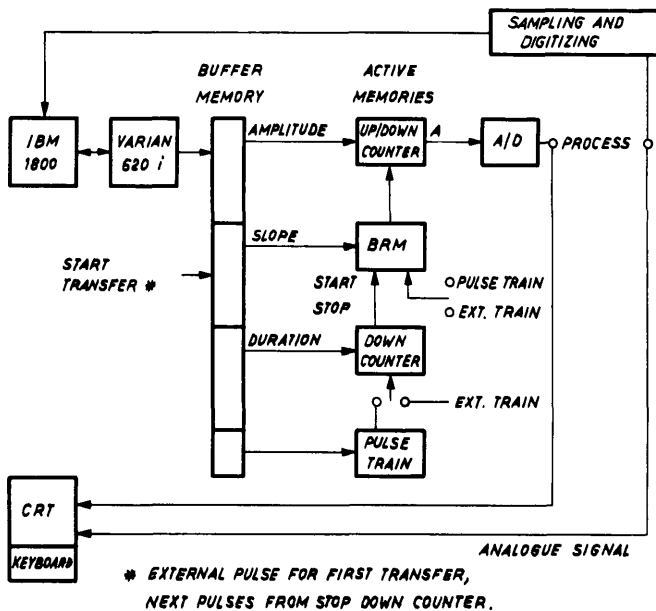 SAMPLING AND
DIGITIZING
BUFFER
MEMORY
ACTIVE
MEMORIES
IBM
1800
VARIAN
620 i
AMPLITUDE
UP/DOWN
COUNTER
A
A/D
PROCESS
SLOPE
BRM
START
TRANSFER *
START
STOP
PULSE TRAIN
EXT. TRAIN
DURATION
DOWN
COUNTER
EXT. TRAIN
PULSE
TRAIN
CRT
KEYBOARD
ANALOGUE SIGNAL
* EXTERNAL PULSE FOR FIRST TRANSFER,
NEXT PULSES FROM STOP DOWN COUNTER.